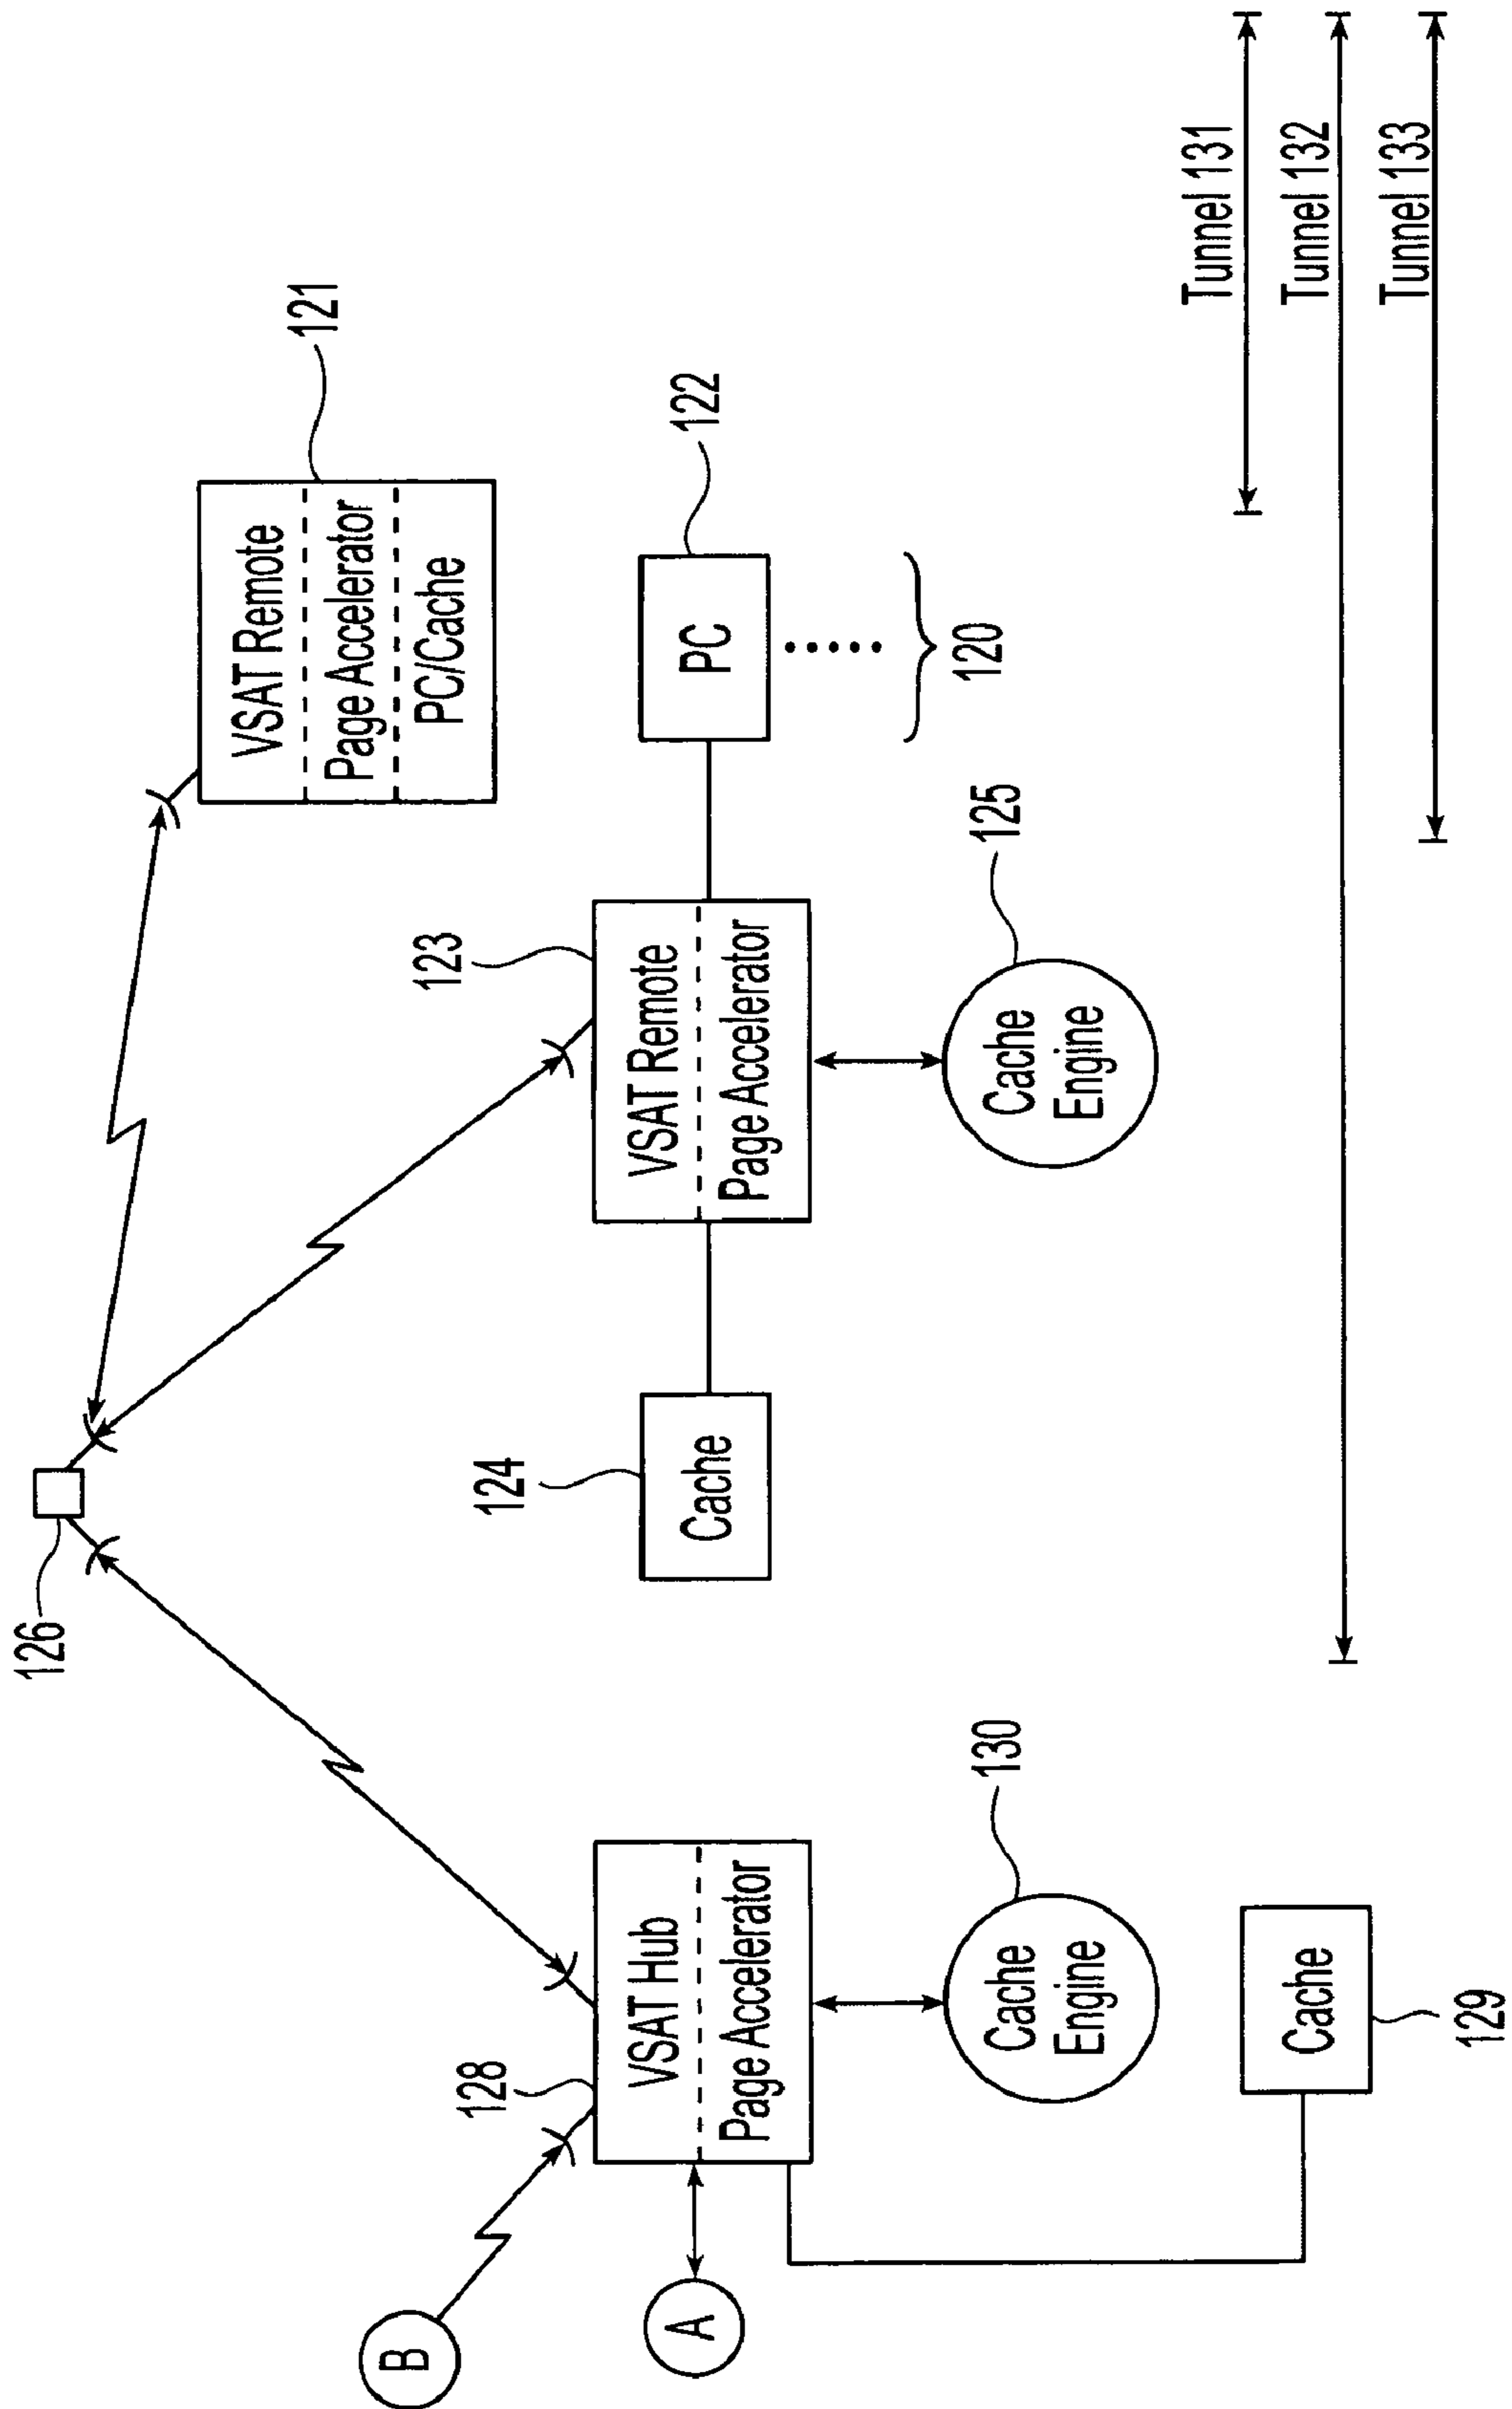 126
121
VSAT Remote
Page Accelerator
PC/Cache
B
128
123
122
A
VSAT Hub
Page Accelerator
124
Cache
VSAT Remote
Page Accelerator
PC
120
130
Cache
Engine
125
Cache
Engine
Cache
129
Tunnel 131
Tunnel 132
Tunnel 133